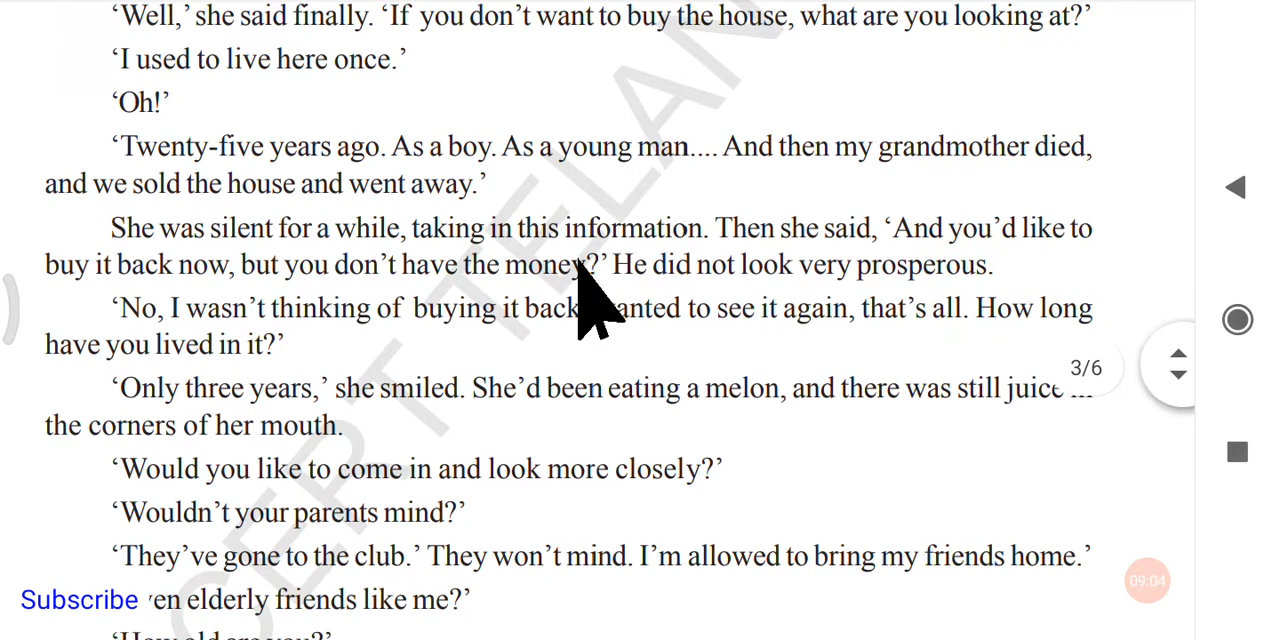 ‘Well,’ she said finally. ‘If you don’t want to buy the house, what are you looking at?’
‘I used to live here once.’
‘Oh!’
‘Twenty-five years ago. As a boy. As a young man.... And then my grandmother died,
and we sold the house and went away.’
She was silent for a while, taking in this information. Then she said, ‘And you’d like to
buy it back now, but you don’t have the money?’ He did not look very prosperous.
‘No, I wasn’t thinking of buying it back wanted to see it again, that’s all. How long
have you lived in it?’
‘Only three years,’ she smiled. She’d been eating a melon, and there was still juice
3/6
the corners of her mouth.
‘Would you like to come in and look more closely?’
‘Wouldn’t your parents mind?’
‘They’ve gone to the club.’ They won’t mind. I’m allowed to bring my friends home.’
09:04
Subscribe
elderly friends like me?’